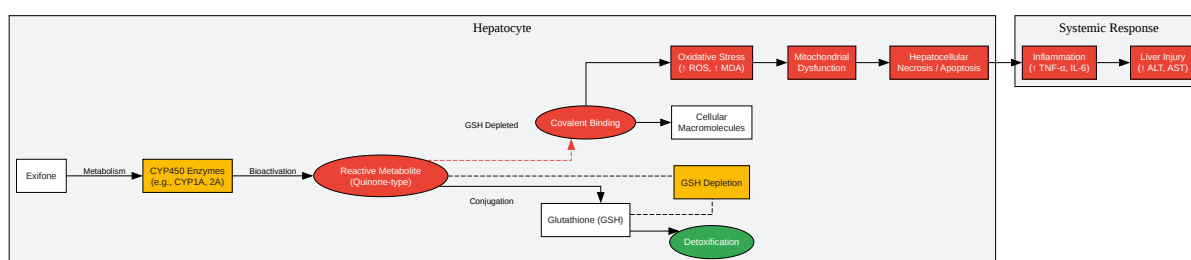 Hepatocyte
Systemic Response
Oxidative Stress
(↑ ROS, ↑ MDA)
Mitochondrial
Dysfunction
Hepatocellular
Necrosis / Apoptosis
Inflammation
(↑ TNF-α, IL-6)
Liver Injury
(↑ ALT, AST)
GSH Depleted
Covalent Binding
Cellular
Macromolecules
Exifone
Metabolism
CYP450 Enzymes
(e.g., CYP1A, 2A)
Bioactivation
Reactive Metabolite
(Quinone-type)
GSH Depletion
Conjugation
Glutathione (GSH)
Detoxification